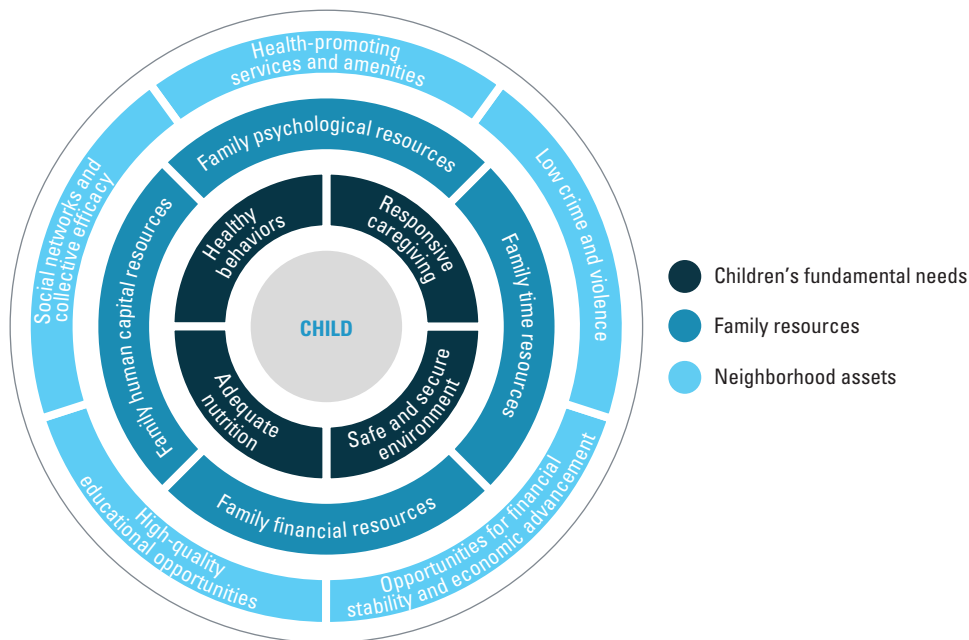 Health-promoting
services and amenities
Low crime and violence
Opportunities for financial
stability and economic advancement
High-quality
educational opportunities
Social networks and
collective efficacy
Family psychological resources
Family time resources
Family financial resources
Family human capital resources
Healthy
behaviors
Responsive
caregiving
Safe and secure
environment
Adequate
nutrition
CHILD
Children's fundamental needs
Family resources
Neighborhood assets